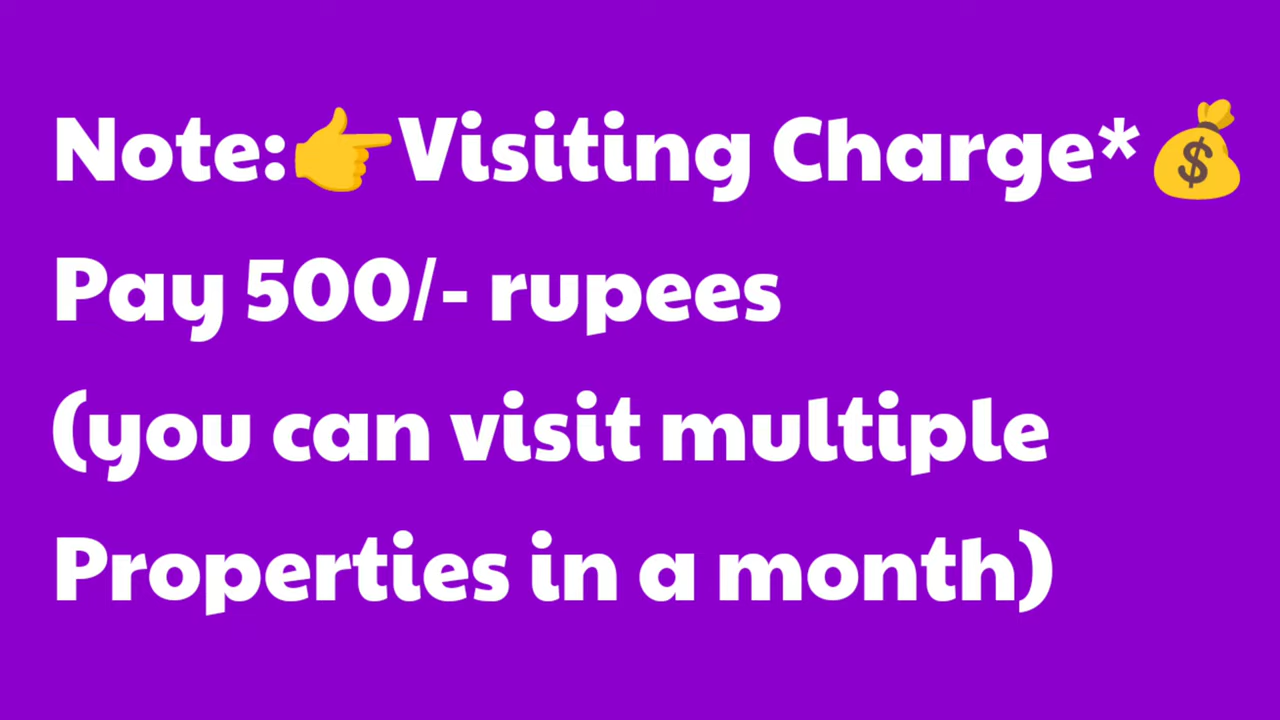 Note:👉Visiting Charge*💰
Pay 500/- rupees
(you can visit multiple
Properties in a month)